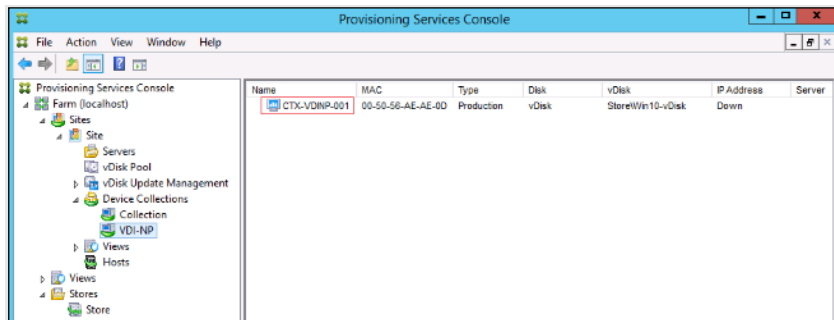 Provisioning Services Console
File Action View Window Help
Provisioning Services Console
Farm (localhost)
Sites
Site
Servers
vDisk Pool
vDisk Update Management
Device Collections
Collection
VDI-NP
Views
Hosts
Views
Stores
Store
Name MAC Type Disk vDisk IP Address Server
CTX-VDINP-001 00-50-56-AE-AE-0D Production vDisk Store\Win10-vDisk Down